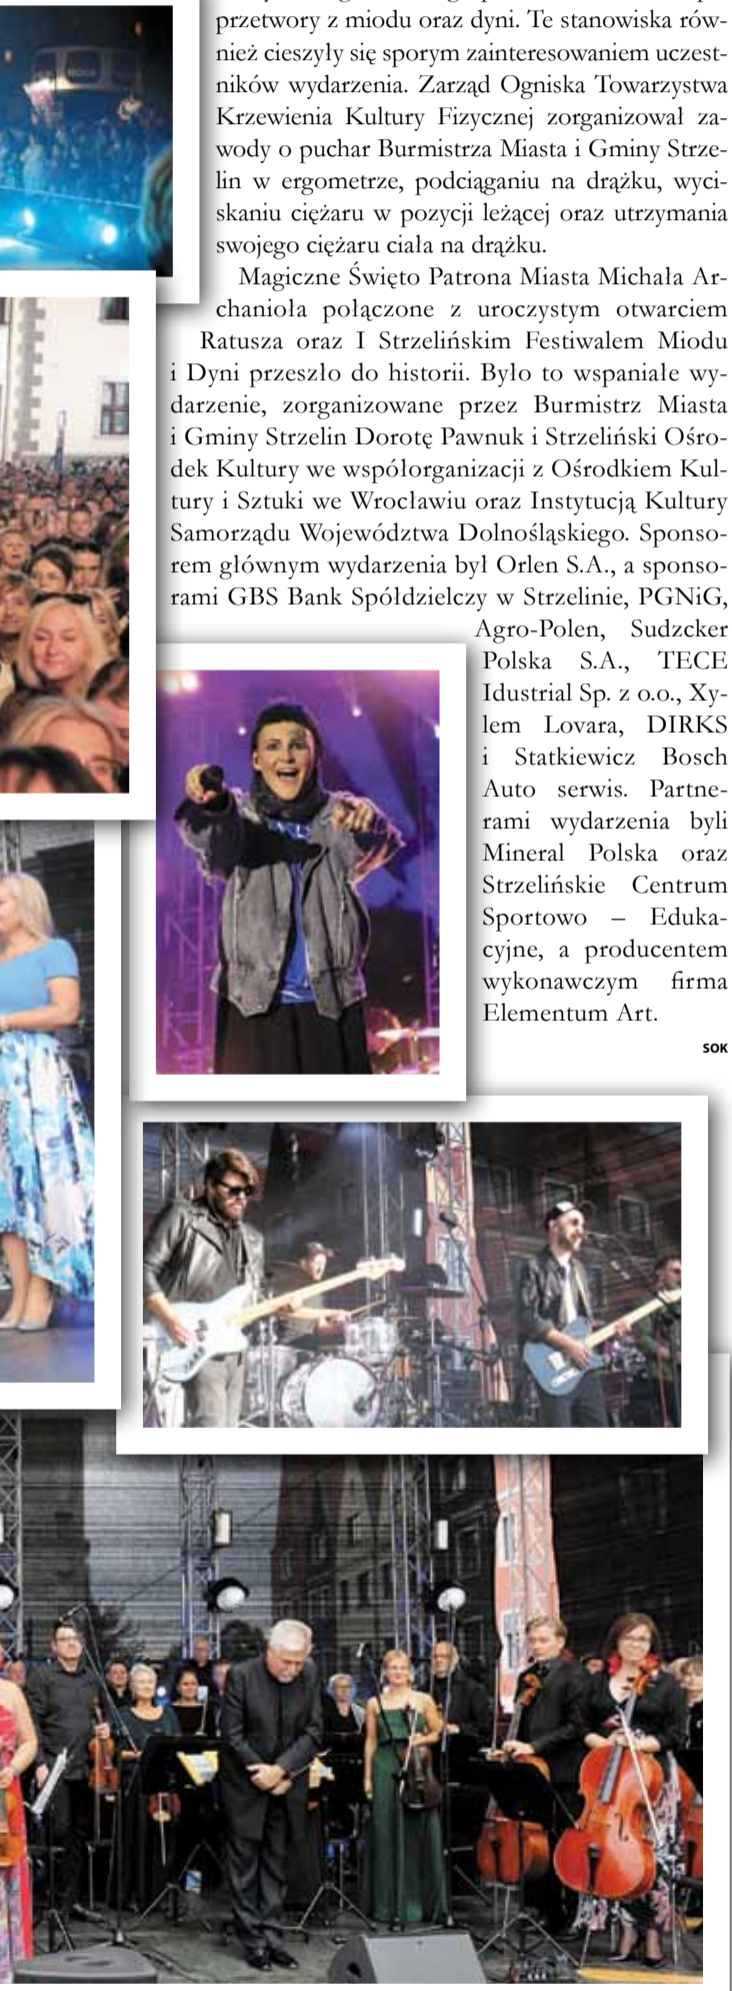 przetwory z miodu oraz dyni. Te stanowiska rów-
nież cieszyły się sporym zainteresowaniem uczest-
ników wydarzenia. Zarząd Ogniska Towarzystwa
Krzewienia Kultury Fizycznej zorganizował za-
wody o puchar Burmistrza Miasta i Gminy Strze-
lin w ergometrze, podciąganiu na drążku, wyci-
skaniu ciężaru w pozycji leżącej oraz utrzymania
swojego ciężaru ciała na drążku.
Magiczne Święto Patrona Miasta Michała Ar-
chanioła połączone z uroczystym otwarciem
Ratusza oraz I Strzelińskim Festiwalem Miodu
i Dyni przeszło do historii. Było to wspaniałe wy-
darzenie, zorganizowane przez Burmistrz Miasta
i Gminy Strzelin Dorotę Pawnuk i Strzeliński Ośro-
dek Kultury we współorganizacji z Ośrodkiem Kul-
tury i Sztuki we Wrocławiu oraz Instytucją Kultury
Samorządu Województwa Dolnośląskiego. Sponso-
rem głównym wydarzenia był Orlen S.A., a sponso-
rami GBS Bank Spółdzielczy w Strzelinie, PGNiG,
Agro-Polen, Sudzcker
Polska S.A., TECE
Idustrial Sp. z o.o., Xy-
lem Lovara, DIRKS
i Statkiewicz Bosch
Auto serwis. Partne-
rami wydarzenia byli
Mineral Polska oraz
Strzelińskie Centrum
Sportowo – Eduka-
cyjne, a producentem
wykonawczym firma
Elementum Art.
SOK